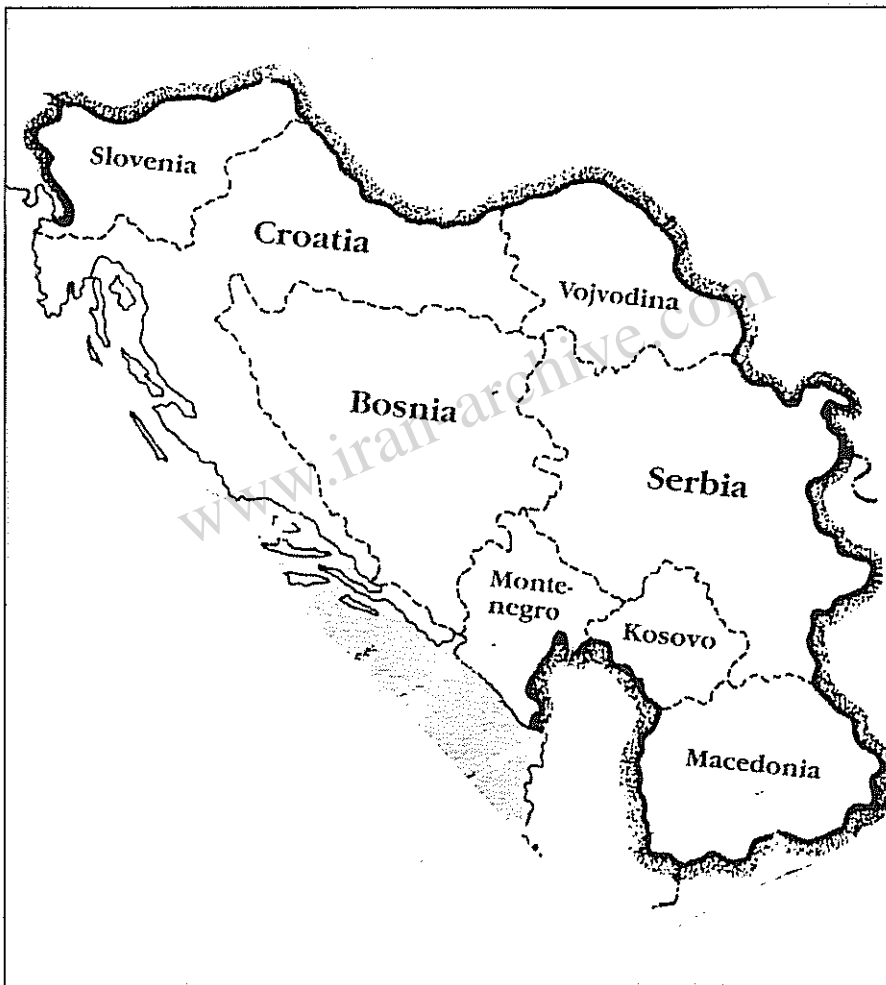 Slovenia
Croatia
Vojvodina
Bosnia
Serbia
Monte-
negro
Kosovo
Macedonia
www.iran-archive.com